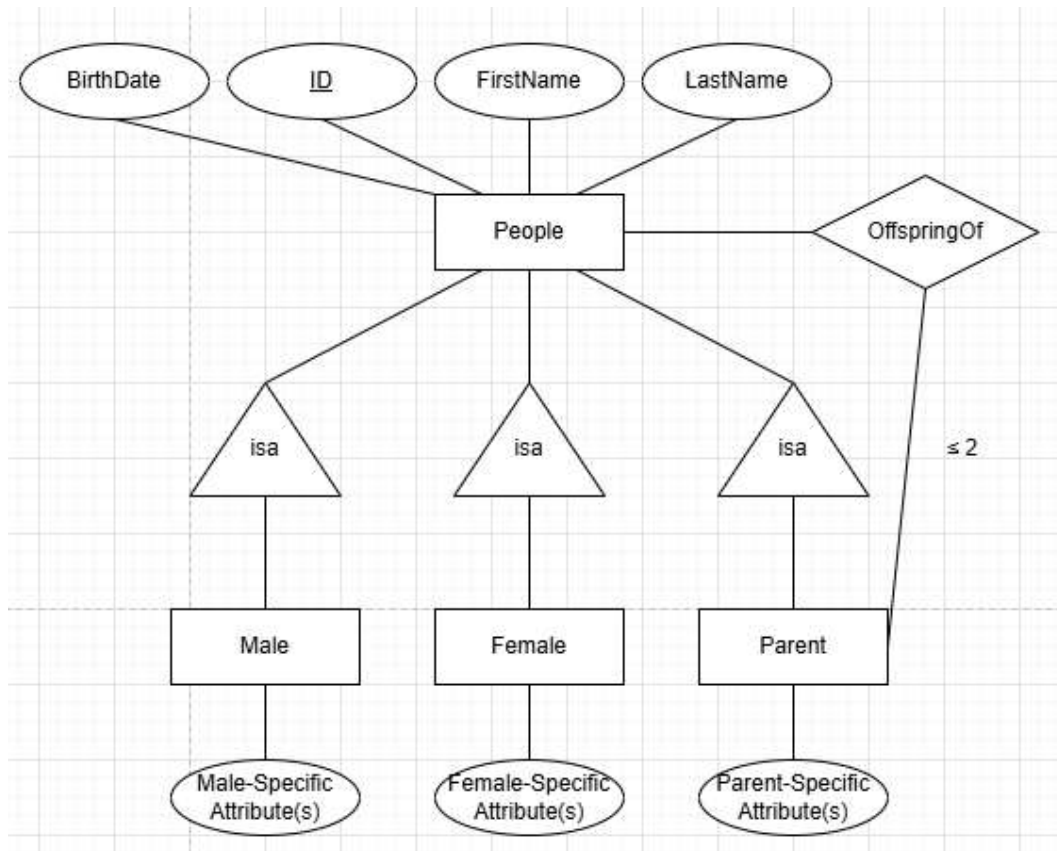 BirthDate
ID
FirstName
LastName
People
OffspringOf
isa
isa
isa
≤ 2
Male
Female
Parent
Male-Specific
Attribute(s)
Female-Specific
Attribute(s)
Parent-Specific
Attribute(s)